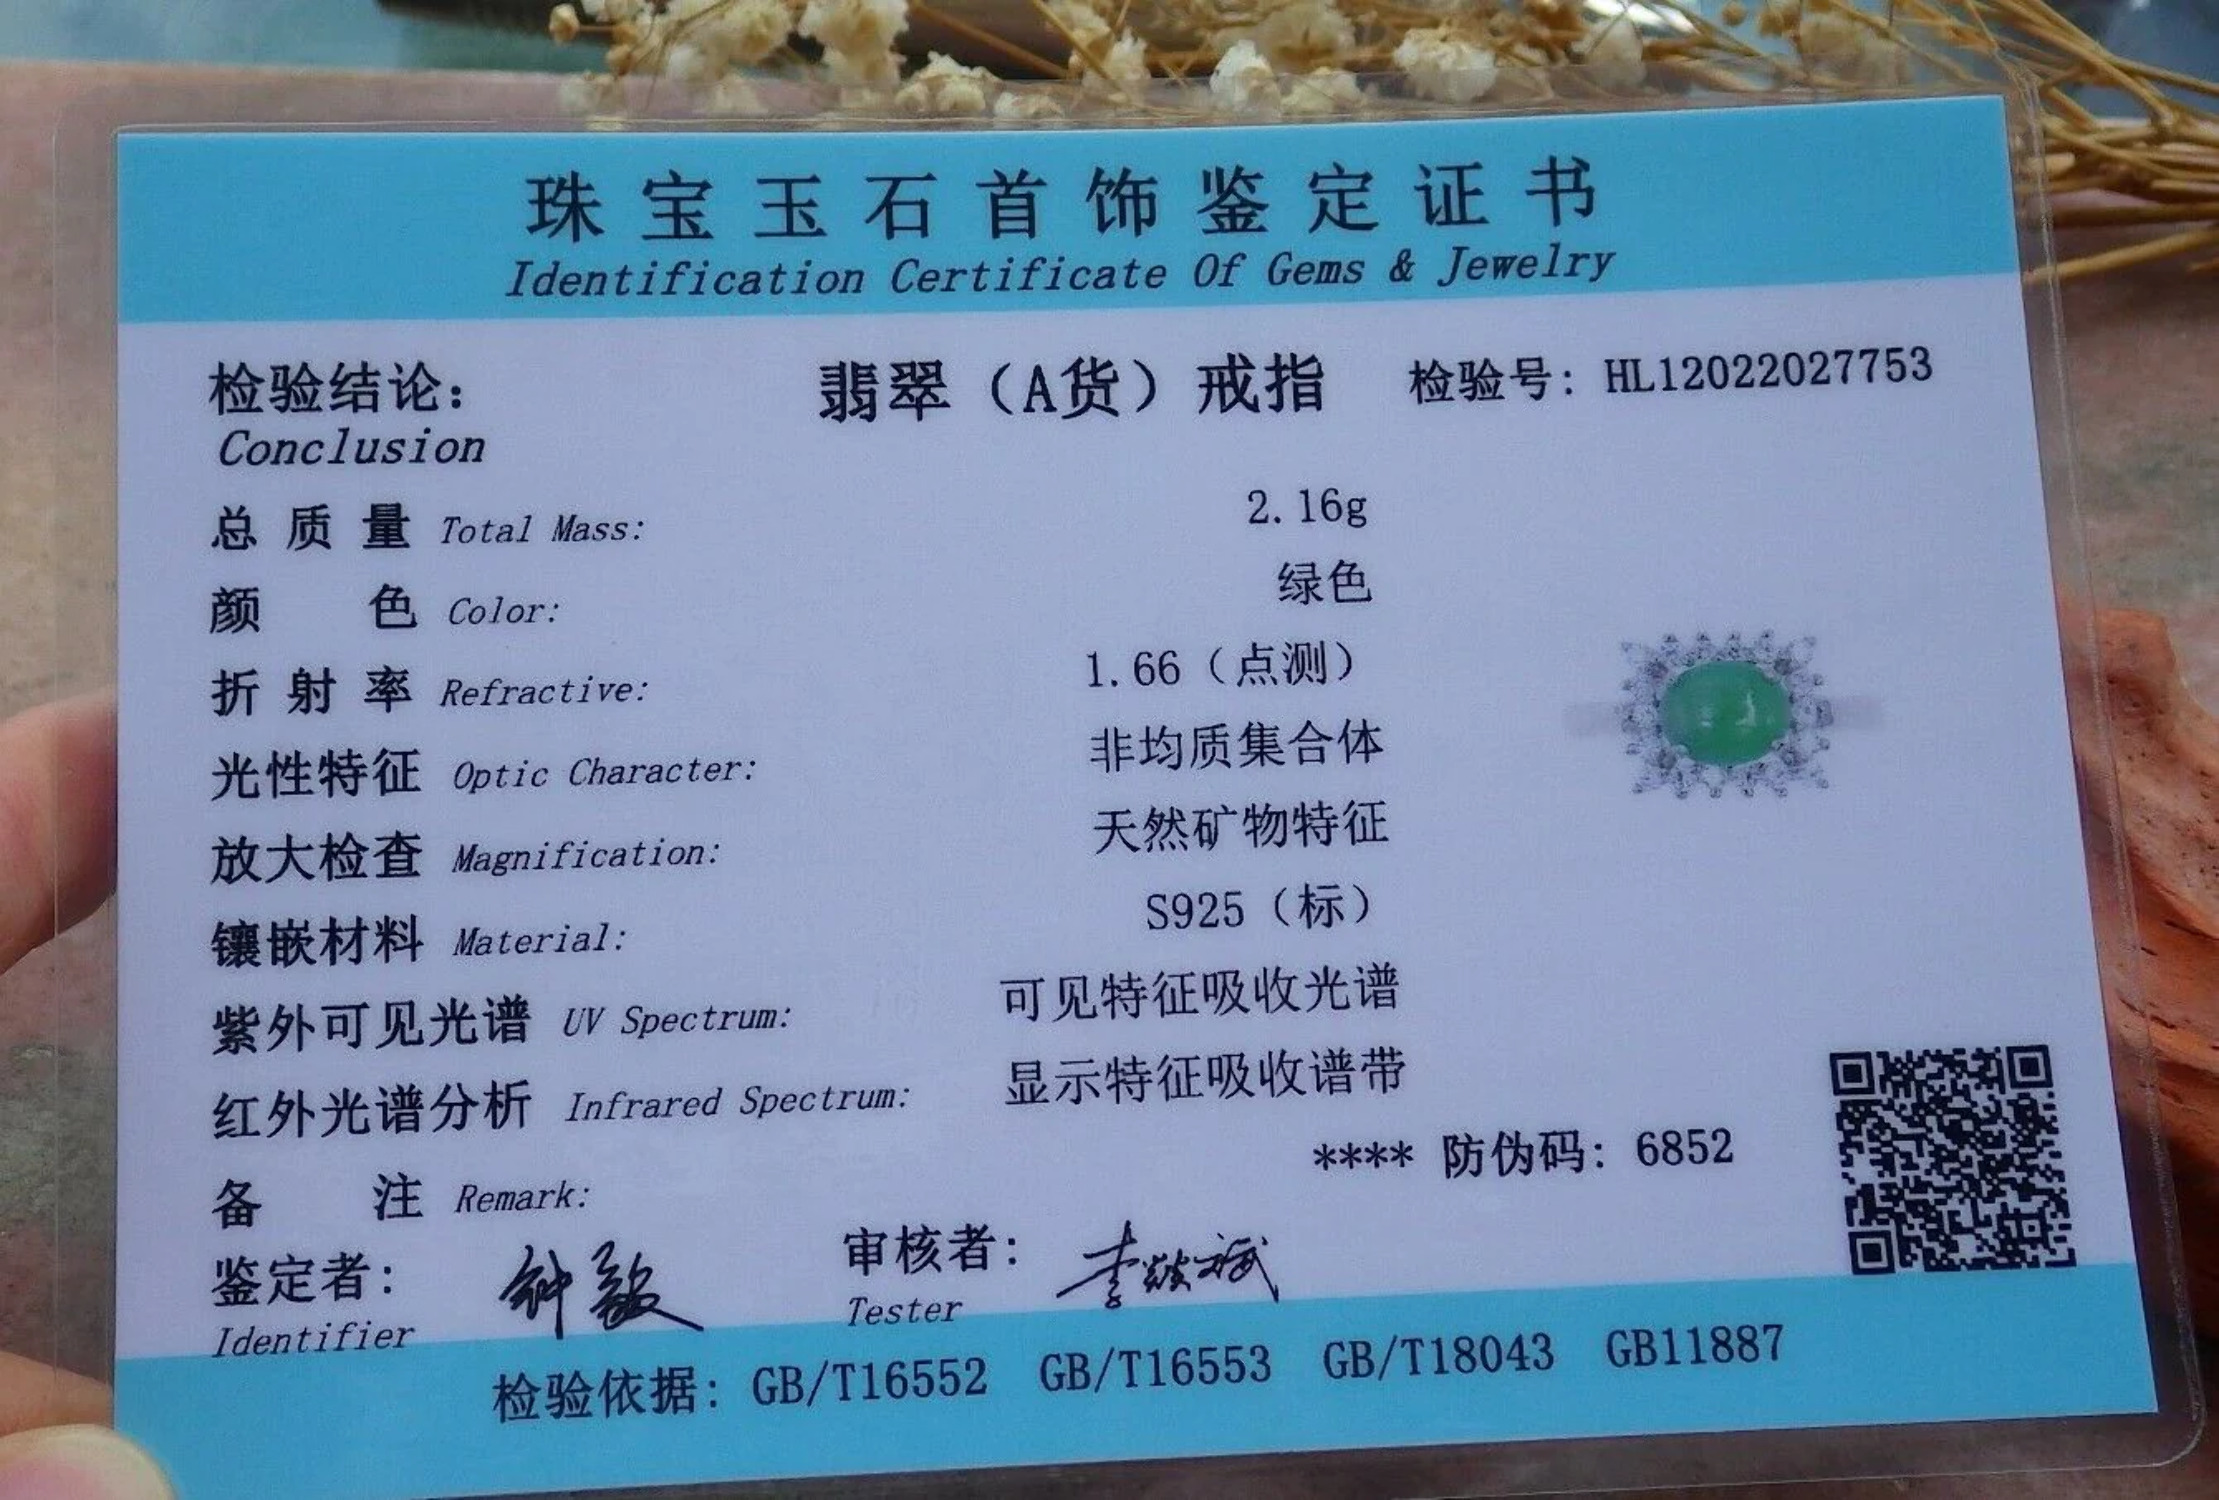 珠宝玉石首饰鉴定证书
Identification Certificate Of Gems & Jewelry
检验结论: 翡翠（A货）戒指 检验号: HL12022027753
Conclusion
总质量 Total Mass: 2.16g
颜色 Color: 绿色
折射率 Refractive: 1.66（点测）
光性特征 Optic Character: 非均质集合体
放大检查 Magnification: 天然矿物特征
镶嵌材料 Material: S925（标）
紫外可见光谱 UV Spectrum: 可见特征吸收光谱
红外光谱分析 Infrared Spectrum: 显示特征吸收谱带
备注 Remark: **** 防伪码: 6852
鉴定者: 审核者:
Identifier Tester
检验依据: GB/T16552 GB/T16553 GB/T18043 GB11887